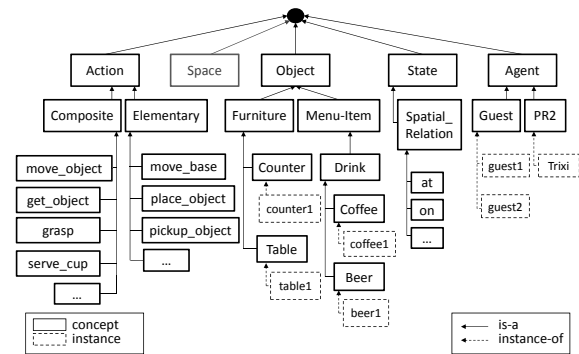 Action
Space
Object
State
Agent
Composite
Elementary
Furniture
Menu-Item
Spatial_
Relation
Guest
PR2
move_object
move_base
Counter
Drink
guest1
Trixi
at
get_object
place_object
counter1
Coffee
guest2
on
grasp
pickup_object
Table
coffee1
...
serve_cup
...
table1
Beer
...
beer1
concept
instance
is-a
instance-of